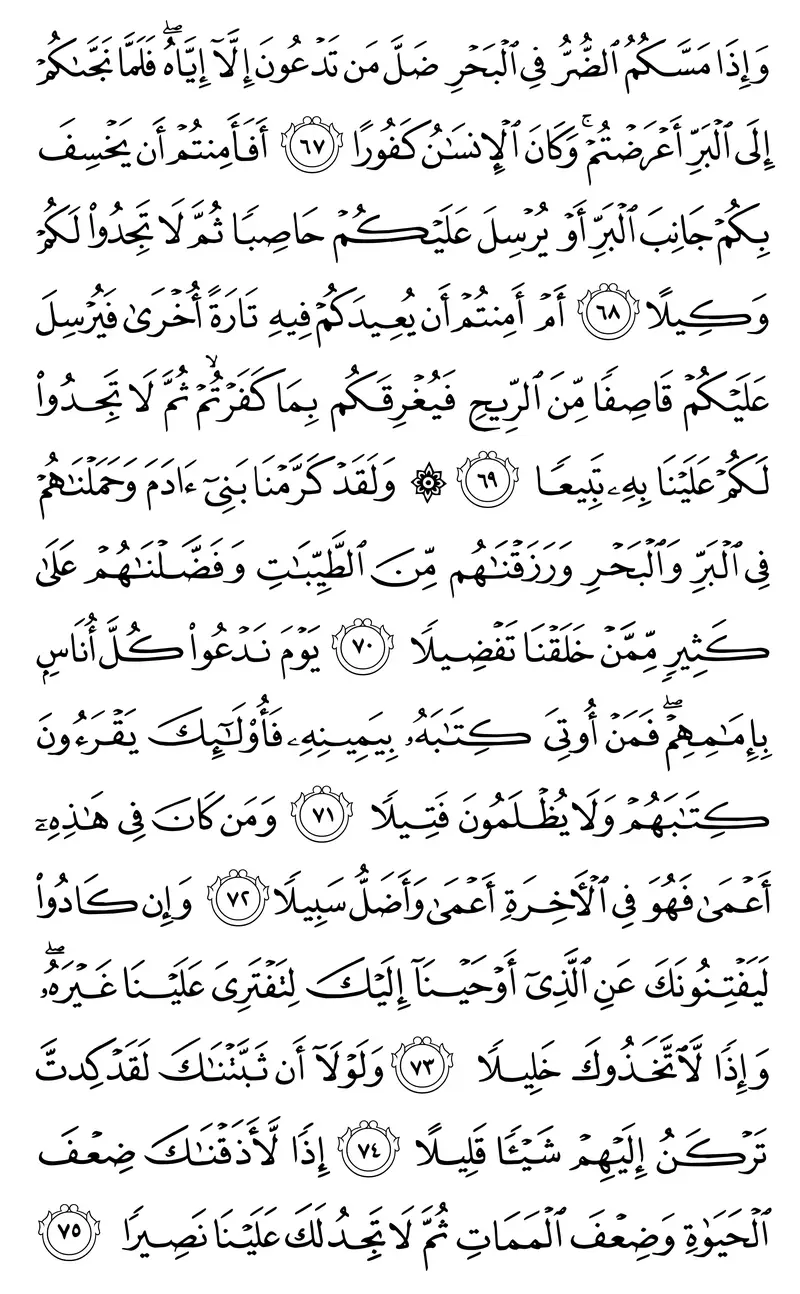 وَإِذَا مَسَّكُمُ ٱلضُّرُّ فِي ٱلۡبَحۡرِ ضَلَّ مَن تَدۡعُونَ إِلَّآ إِيَّاهُۖ فَلَمَّا نَجَّىٰكُمۡ
إِلَى ٱلۡبَرِّ أَعۡرَضۡتُمۡۚ وَكَانَ ٱلۡإِنسَٰنُ كَفُورًا ٦٧ أَفَأَمِنتُمۡ أَن يَخۡسِفَ
بِكُمۡ جَانِبَ ٱلۡبَرِّ أَوۡ يُرۡسِلَ عَلَيۡكُمۡ حَاصِبٗا ثُمَّ لَا تَجِدُواْ لَكُمۡ
وَكِيلًا ٦٨ أَمۡ أَمِنتُمۡ أَن يُعِيدَكُمۡ فِيهِ تَارَةً أُخۡرَىٰ فَيُرۡسِلَ
عَلَيۡكُمۡ قَاصِفٗا مِّنَ ٱلرِّيحِ فَيُغۡرِقَكُم بِمَا كَفَرۡتُمۡ ۙ ثُمَّ لَا تَجِدُواْ
لَكُمۡ عَلَيۡنَا بِهِۦ تَبِيعٗا ٦٩ ۞ وَلَقَدۡ كَرَّمۡنَا بَنِيٓ ءَادَمَ وَحَمَلۡنَٰهُمۡ
فِي ٱلۡبَرِّ وَٱلۡبَحۡرِ وَرَزَقۡنَٰهُم مِّنَ ٱلطَّيِّبَٰتِ وَفَضَّلۡنَٰهُمۡ عَلَىٰ
كَثِيرٖ مِّمَّنۡ خَلَقۡنَا تَفۡضِيلٗا ٧٠ يَوۡمَ نَدۡعُواْ كُلَّ أُنَاسِۭ
بِإِمَٰمِهِمۡۖ فَمَنۡ أُوتِيَ كِتَٰبَهُۥ بِيَمِينِهِۦ فَأُوْلَٰٓئِكَ يَقۡرَءُونَ
كِتَٰبَهُمۡ وَلَا يُظۡلَمُونَ فَتِيلٗا ٧١ وَمَن كَانَ فِي هَٰذِهِۦٓ
أَعۡمَىٰ فَهُوَ فِي ٱلۡأٓخِرَةِ أَعۡمَىٰ وَأَضَلُّ سَبِيلٗا ٧٢ وَإِن كَادُواْ
لَيَفۡتِنُونَكَ عَنِ ٱلَّذِيٓ أَوۡحَيۡنَآ إِلَيۡكَ لِتَفۡتَرِيَ عَلَيۡنَا غَيۡرَهُۥۖ
وَإِذٗا لَّٱتَّخَذُوكَ خَلِيلٗا ٧٣ وَلَوۡلَآ أَن ثَبَّتۡنَٰكَ لَقَدۡ كِدتَّ
تَرۡكَنُ إِلَيۡهِمۡ شَيۡـٔٗا قَلِيلًا ٧٤ إِذٗا لَّأَذَقۡنَٰكَ ضِعۡفَ
ٱلۡحَيَوٰةِ وَضِعۡفَ ٱلۡمَمَاتِ ثُمَّ لَا تَجِدُ لَكَ عَلَيۡنَا نَصِيرٗا ٧٥